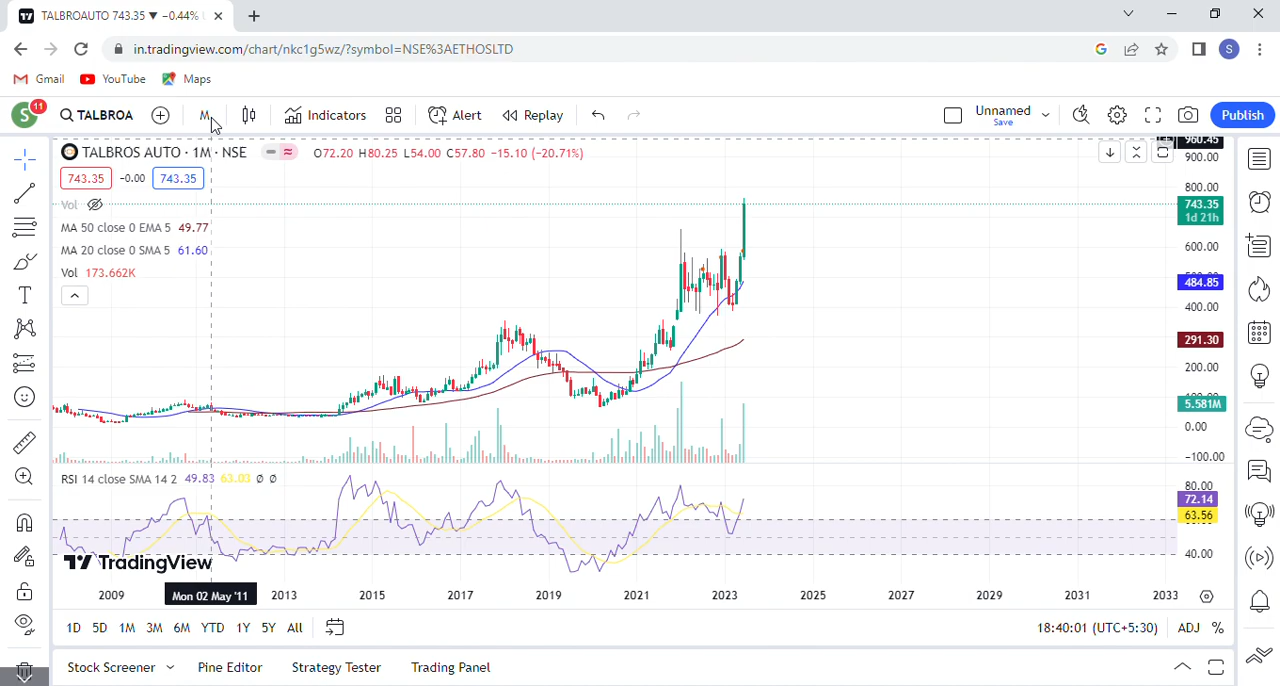 TALBROAUTO 743.35 ▼ −0.44%
in.tradingview.com/chart/nkc1g5wz/?symbol=NSE%3AETHOSLTD
S
Gmail YouTube Maps
S 11 TALBROA M Indicators Alert Replay Unnamed Save Publish
TALBROS AUTO · 1M · NSE O72.20 H80.25 L54.00 C57.80 −15.10 (−20.71%)
743.35 -0.00 743.35
Vol
MA 50 close 0 EMA 5 49.77
MA 20 close 0 SMA 5 61.60
Vol 173.662K
960.45
900.00
800.00
743.35
1d 21h
600.00
484.85
400.00
291.30
200.00
5.581M
0.00
−100.00
RSI 14 close SMA 14 2 49.83 63.03 Ø Ø
80.00
72.14
63.56
40.00
TradingView
2009 Mon 02 May '11 2013 2015 2017 2019 2021 2023 2025 2027 2029 2031 2033
1D 5D 1M 3M 6M YTD 1Y 5Y All 18:40:01 (UTC+5:30) ADJ %
Stock Screener Pine Editor Strategy Tester Trading Panel